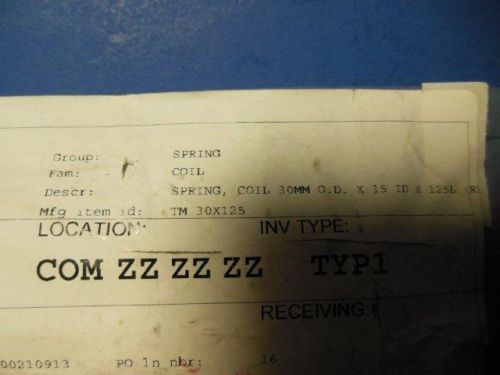 Group: SPRING
Fam: COIL
Descr: SPRING, COIL 30MM O.D. X 15 ID X 125L (R
Mfg item id: TM 30X125
LOCATION: INV TYPE:
COM ZZ ZZ ZZ TYP1
RECEIVING:
00210913 PO ln nbr: 16